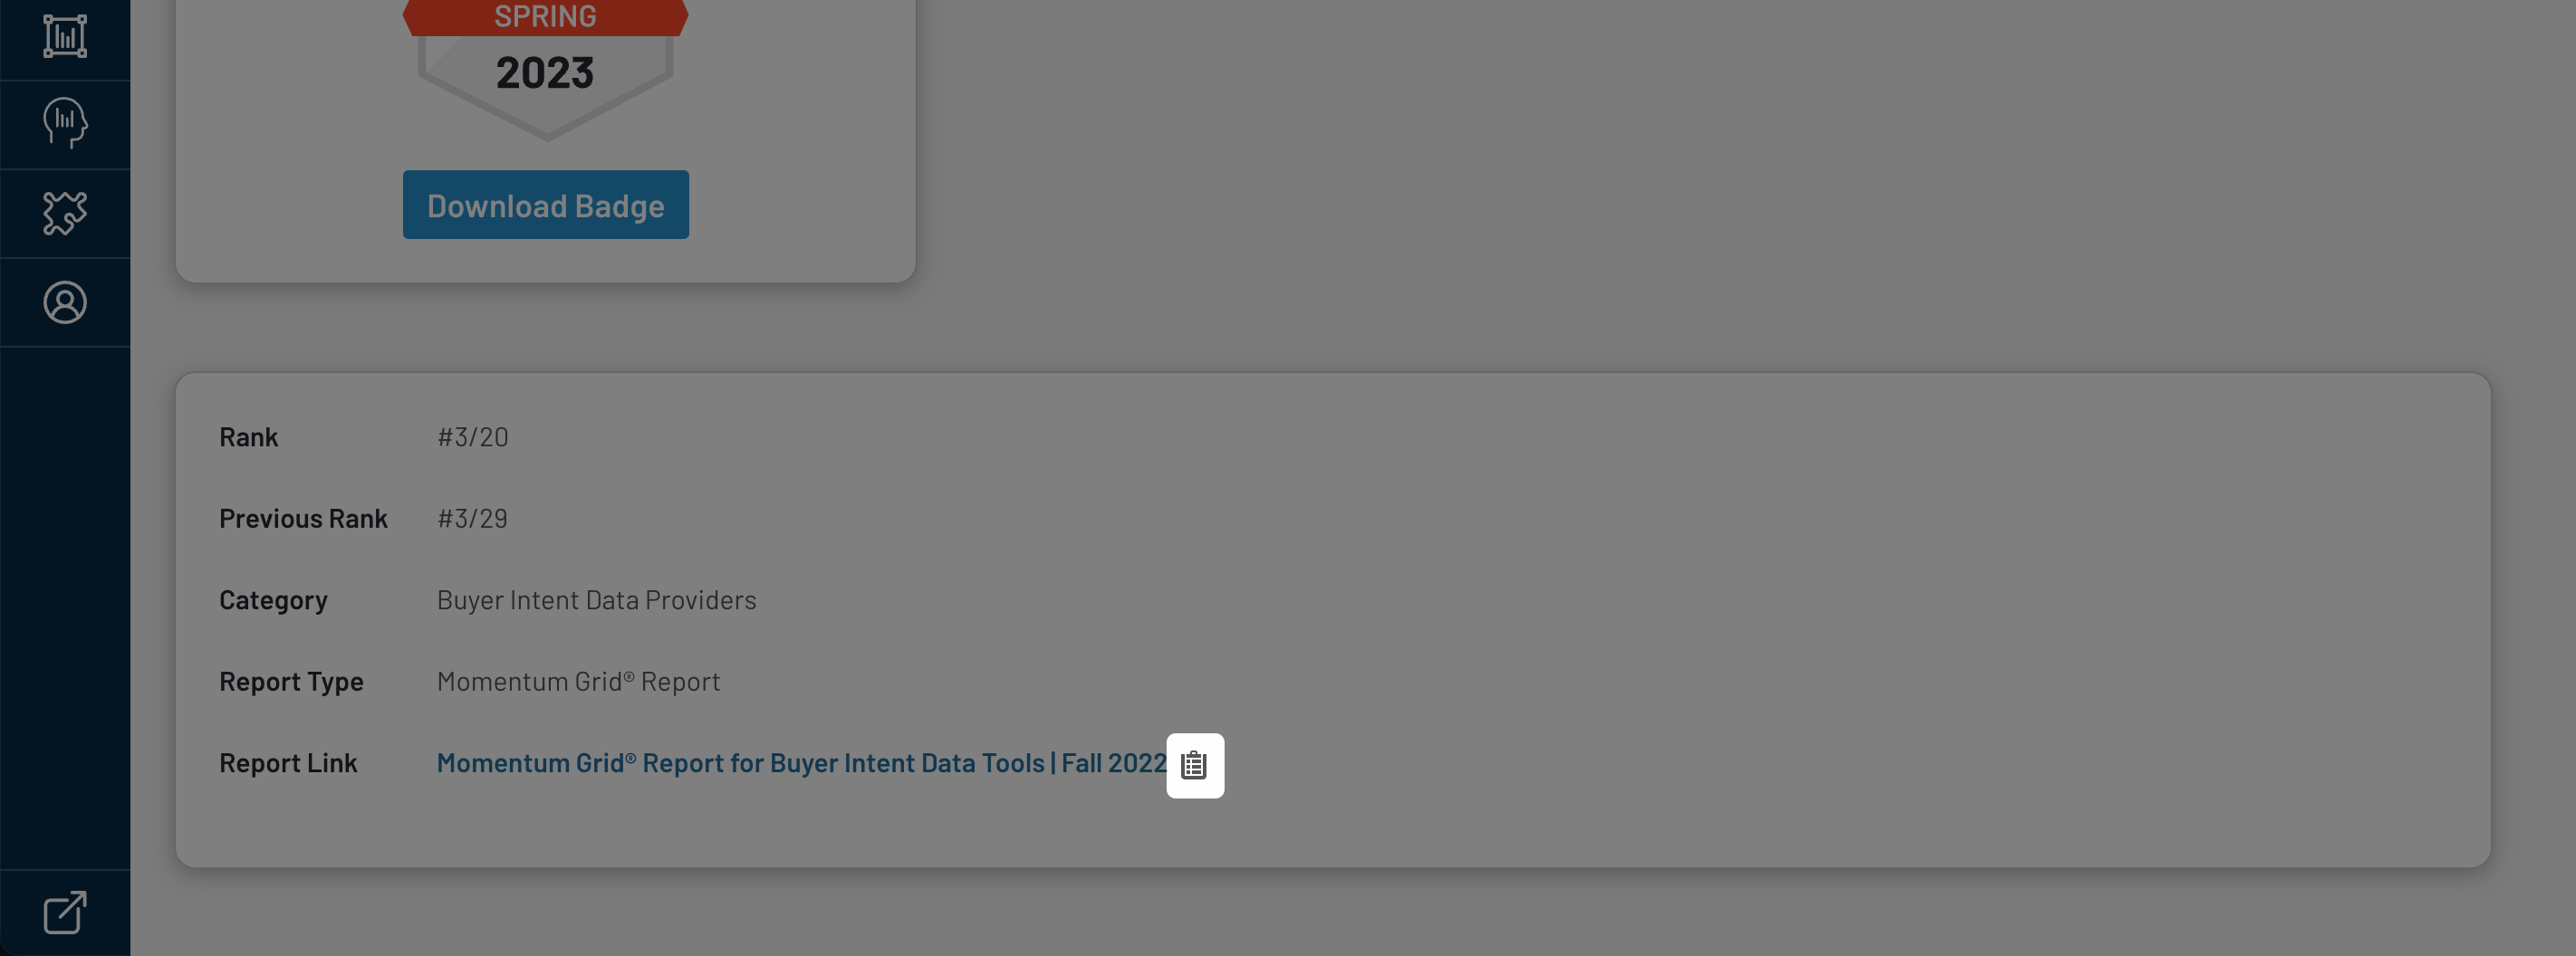 SPRING
2023
Download Badge
Rank #3/20
Previous Rank #3/29
Category Buyer Intent Data Providers
Report Type Momentum Grid® Report
Report Link Momentum Grid® Report for Buyer Intent Data Tools | Fall 2022